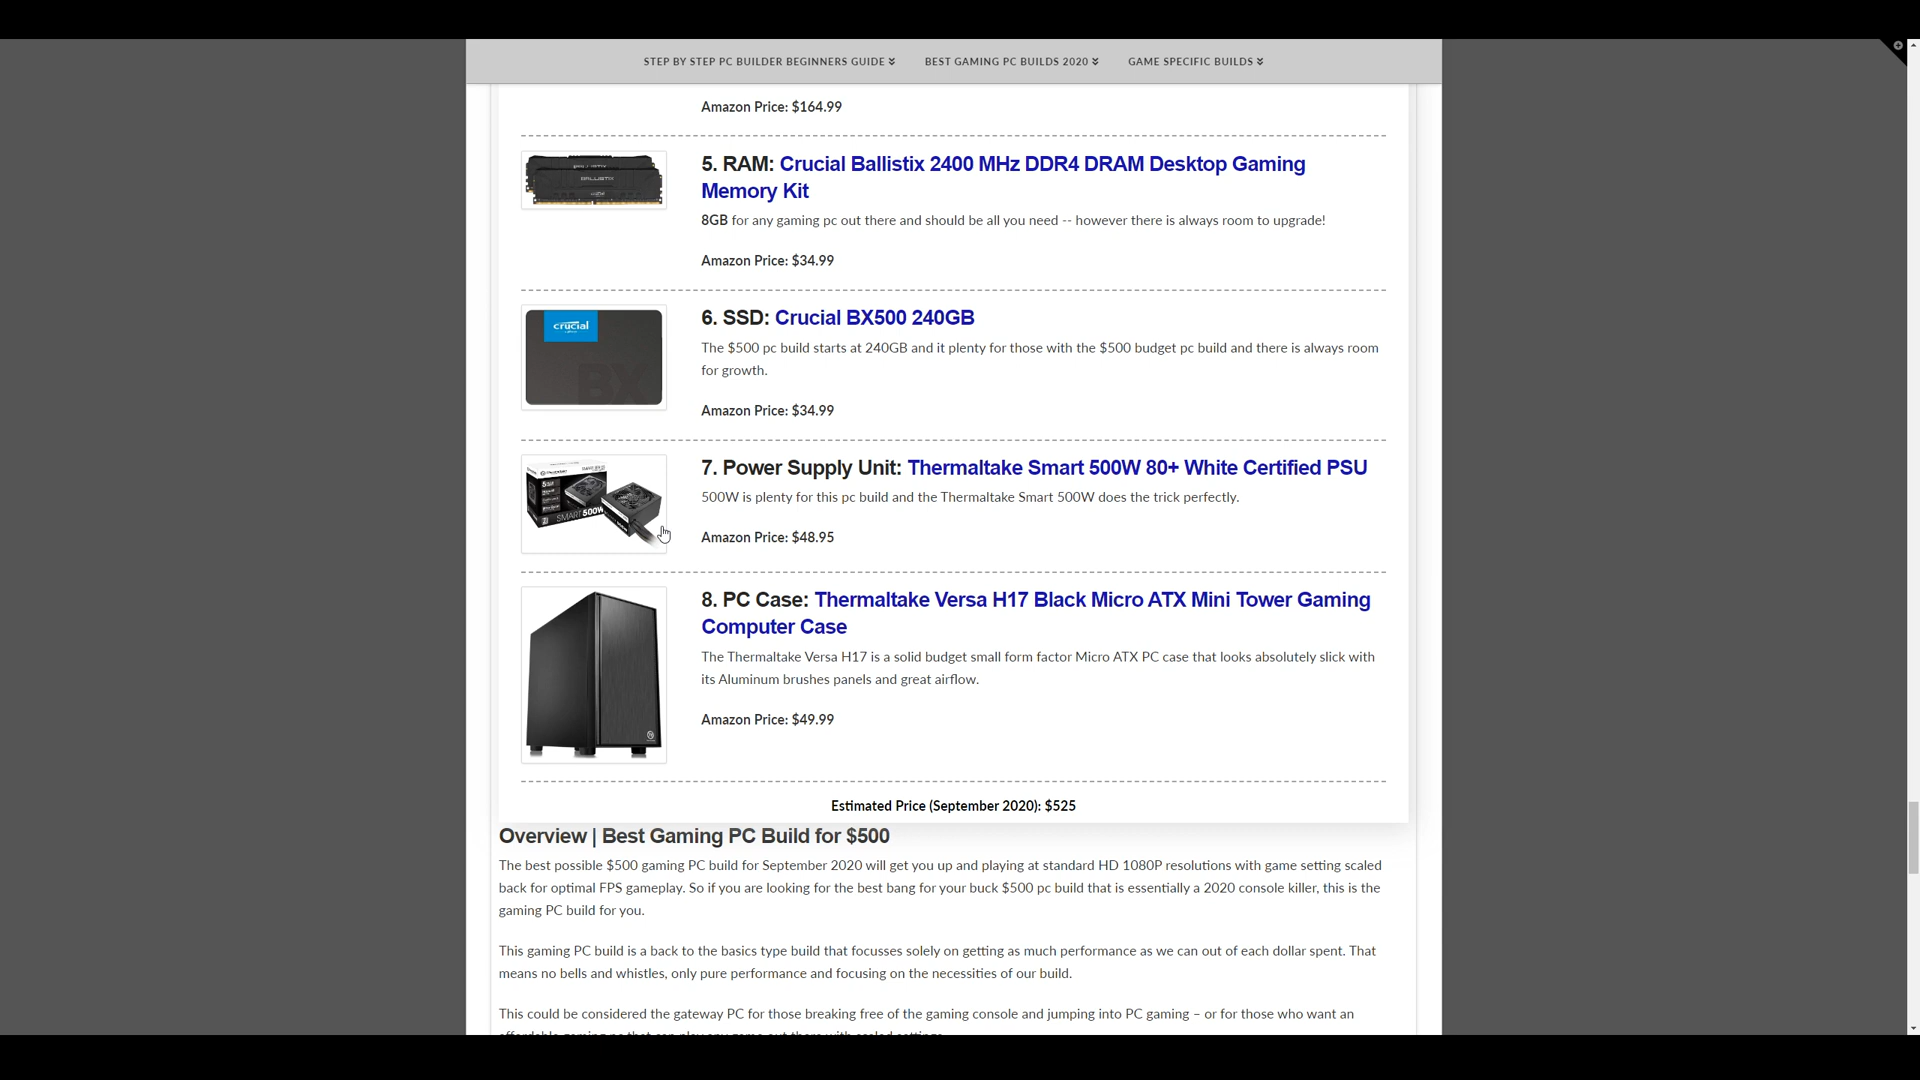 STEP BY STEP PC BUILDER BEGINNERS GUIDE
BEST GAMING PC BUILDS 2020
GAME SPECIFIC BUILDS
Amazon Price: $164.99
BALLISTIX
crucial
5. RAM: Crucial Ballistix 2400 MHz DDR4 DRAM Desktop Gaming
Memory Kit
8GB for any gaming pc out there and should be all you need -- however there is always room to upgrade!
Amazon Price: $34.99
crucial
BX
6. SSD: Crucial BX500 240GB
The $500 pc build starts at 240GB and it plenty for those with the $500 budget pc build and there is always room
for growth.
Amazon Price: $34.99
SMART 500W
7. Power Supply Unit: Thermaltake Smart 500W 80+ White Certified PSU
500W is plenty for this pc build and the Thermaltake Smart 500W does the trick perfectly.
Amazon Price: $48.95
8. PC Case: Thermaltake Versa H17 Black Micro ATX Mini Tower Gaming
Computer Case
The Thermaltake Versa H17 is a solid budget small form factor Micro ATX PC case that looks absolutely slick with
its Aluminum brushes panels and great airflow.
Amazon Price: $49.99
Estimated Price (September 2020): $525
Overview | Best Gaming PC Build for $500
The best possible $500 gaming PC build for September 2020 will get you up and playing at standard HD 1080P resolutions with game setting scaled
back for optimal FPS gameplay. So if you are looking for the best bang for your buck $500 pc build that is essentially a 2020 console killer, this is the
gaming PC build for you.
This gaming PC build is a back to the basics type build that focusses solely on getting as much performance as we can out of each dollar spent. That
means no bells and whistles, only pure performance and focusing on the necessities of our build.
This could be considered the gateway PC for those breaking free of the gaming console and jumping into PC gaming – or for those who want an